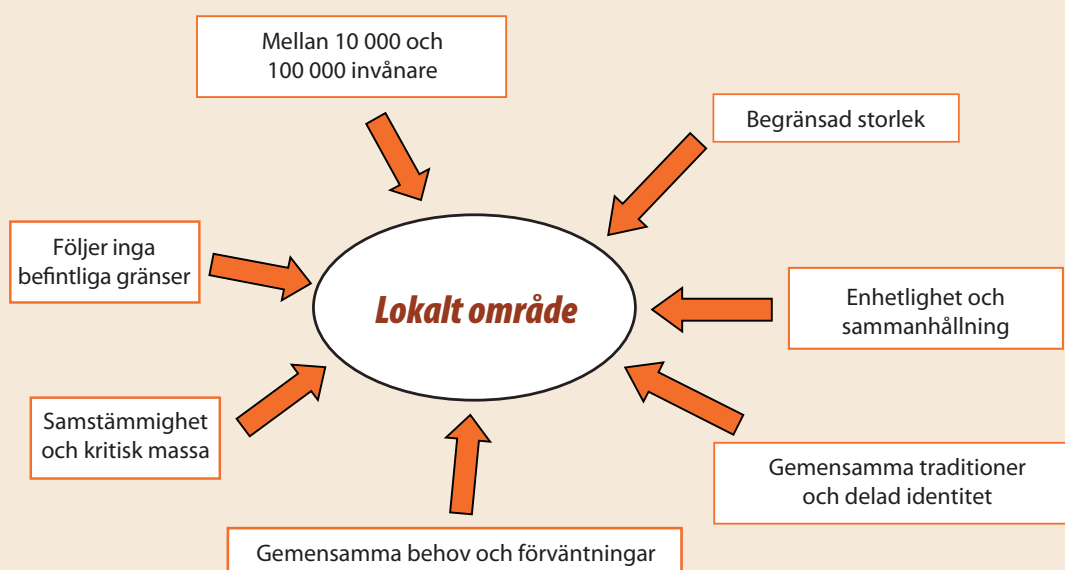 Mellan 10 000 och
100 000 invånare
Begränsad storlek
Följer inga
befintliga gränser
Lokalt område
Enhetlighet och
sammanhållning
Samstämmighet
och kritisk massa
Gemensamma traditioner
och delad identitet
Gemensamma behov och förväntningar